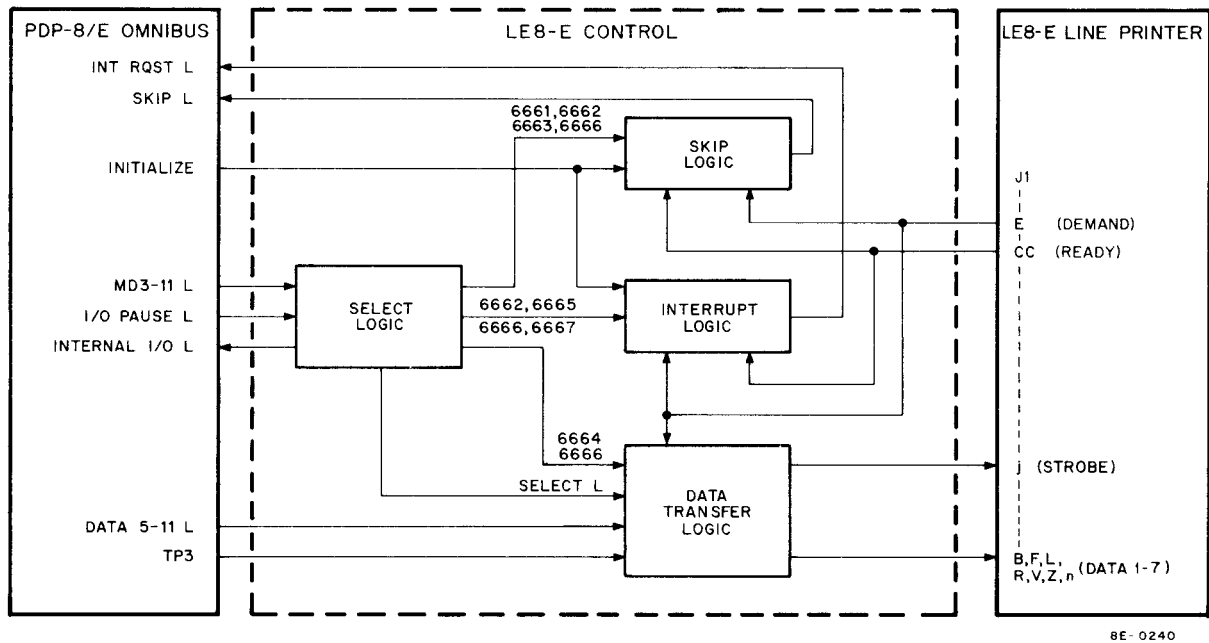 PDP-8/E OMNIBUS
INT RQST L
SKIP L
INITIALIZE
MD3-11 L
I/O PAUSE L
INTERNAL I/O L
DATA 5-11 L
TP3
LE8-E CONTROL
6661,6662
6663,6666
SKIP
LOGIC
SELECT
LOGIC
6662,6665
6666,6667
INTERRUPT
LOGIC
6664
6666
SELECT L
DATA
TRANSFER
LOGIC
LE8-E LINE PRINTER
J1
E (DEMAND)
CC (READY)
j (STROBE)
B,F,L,
R,V,Z,n (DATA 1-7)
8E-0240